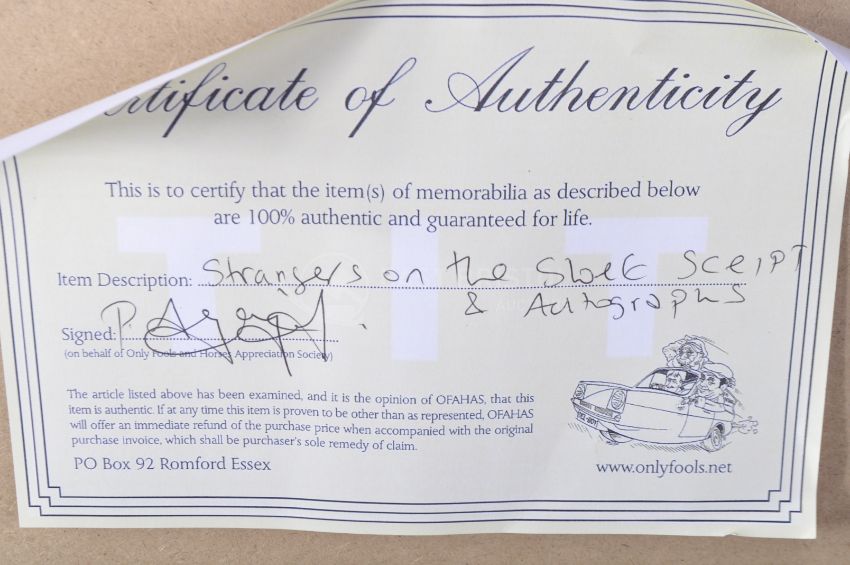 rtificate of Authenticity
This is to certify that the item(s) of memorabilia as described below
are 100% authentic and guaranteed for life.
Item Description: Strangers on the Shore Script
& Autographs
Signed: P.
(on behalf of Only Fools and Horses Appreciation Society)
The article listed above has been examined, and it is the opinion of OFAHAS, that this
item is authentic. If at any time this item is proven to be other than as represented, OFAHAS
will offer an immediate refund of the purchase price when accompanied with the original
purchase invoice, which shall be purchaser's sole remedy of claim.
PO Box 92 Romford Essex
www.onlyfools.net